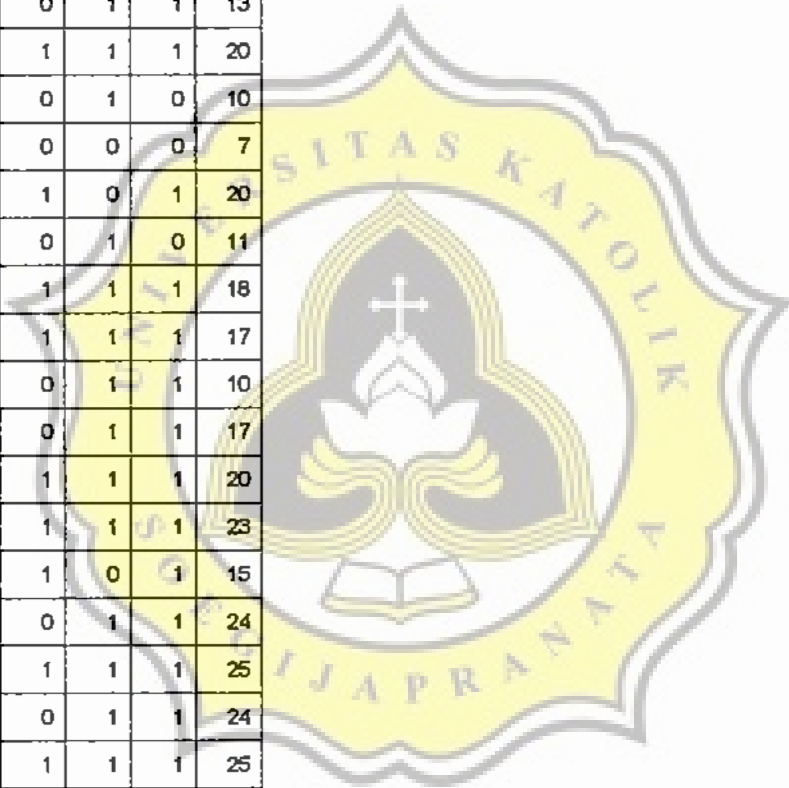 0 1 1 13
1 1 1 20
0 1 0 10
0 0 0 7
1 0 1 20
0 1 0 11
1 1 1 18
1 1 1 17
0 1 1 10
0 1 1 17
1 1 1 20
1 1 1 23
1 0 1 15
0 1 1 24
1 1 1 25
0 1 1 24
1 1 1 25
UNIVERSITAS KATOLIK
SOEGIJAPRANATA